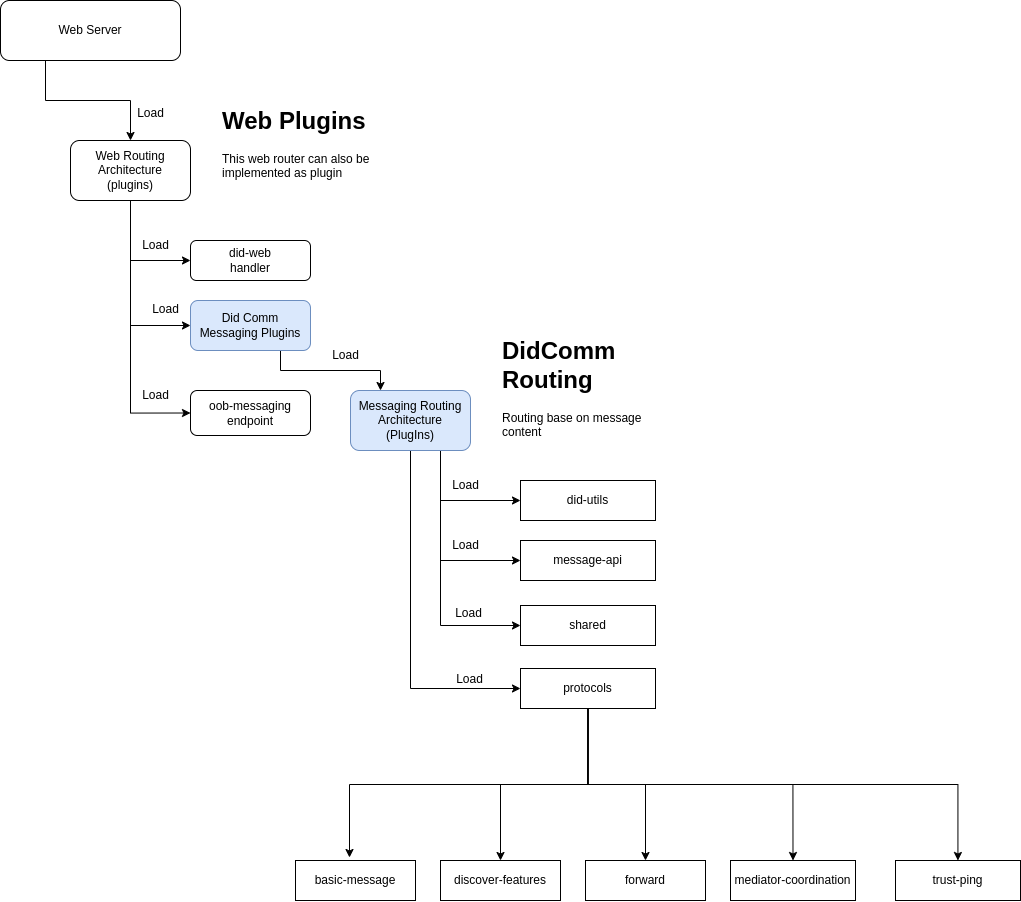 Web Server
Load
Web Plugins
Web Routing
Architecture
(plugins)
This web router can also be
implemented as plugin
Load
did-web
handler
Load
Did Comm
Messaging Plugins
Load
DidComm
Routing
Load
oob-messaging
endpoint
Messaging Routing
Architecture
(PlugIns)
Routing base on message
content
Load
did-utils
Load
message-api
Load
shared
Load
protocols
basic-message
discover-features
forward
mediator-coordination
trust-ping